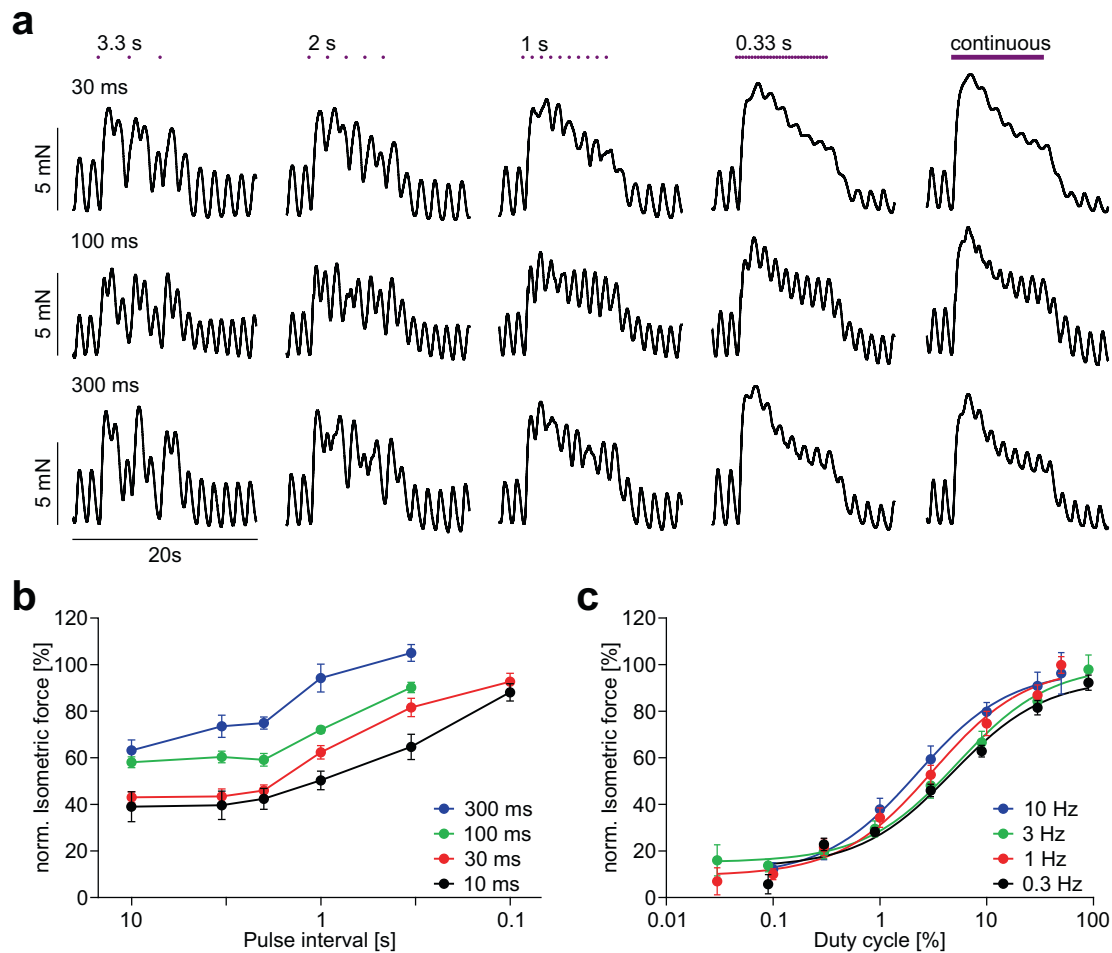 a
3.3 s 2 s 1 s 0.33 s continuous
30 ms
5 mN
100 ms
5 mN
300 ms
5 mN
20s
b
norm. Isometric force [%]
120
100
80
60
40
20
0
10 1 0.1
Pulse interval [s]
300 ms
100 ms
30 ms
10 ms
c
norm. Isometric force [%]
120
100
80
60
40
20
0
0.01 0.1 1 10 100
Duty cycle [%]
10 Hz
3 Hz
1 Hz
0.3 Hz